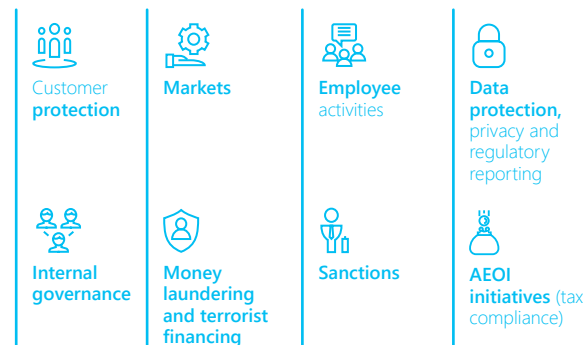 Customer
protection
Markets
Employee
activities
Data
protection,
privacy and
regulatory
reporting
Internal
governance
Money
laundering
and terrorist
financing
Sanctions
AEOI
initiatives (tax
compliance)